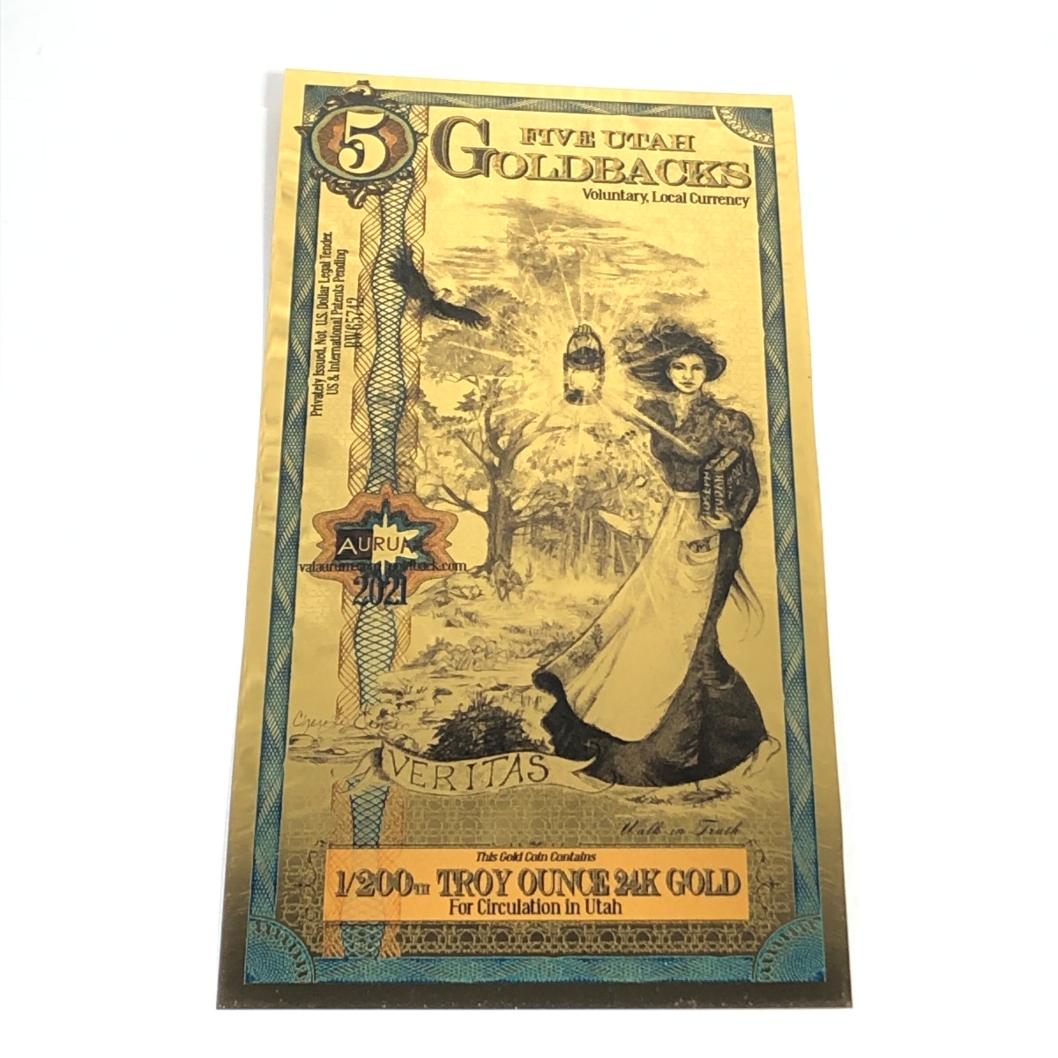 5
FIVE UTAH
GOLDBACKS
Voluntary, Local Currency
Privately Issued, Not U.S. Dollar Legal Tender.
US & International Patents Pending
AURUM
2021
VERITAS
Walk in Truth
This Gold Coin Contains
1/200TH TROY OUNCE 24K GOLD
For Circulation in Utah